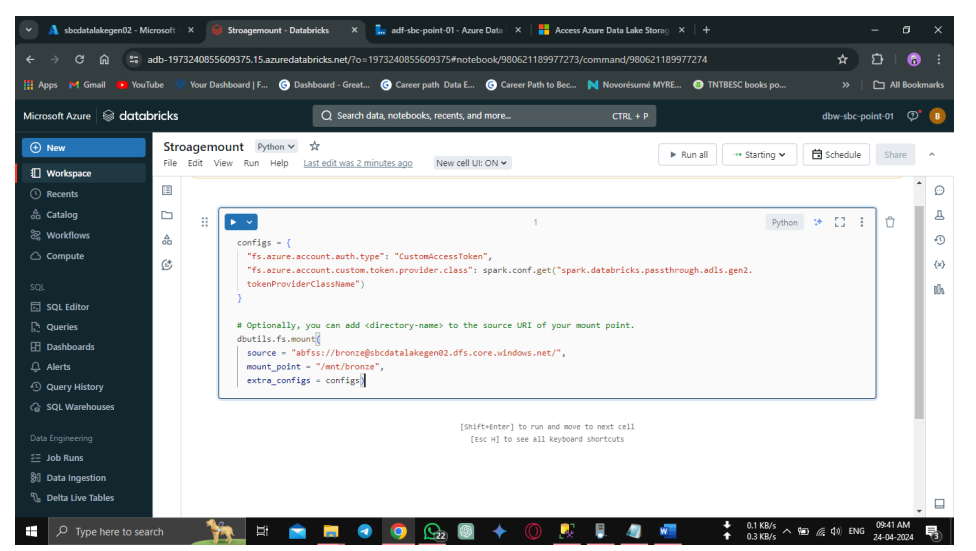 sbcdatalakegen02 - Microsoft
Stroagemount - Databricks
adf-sbc-point-01 - Azure Data
Access Azure Data Lake Storag
adb-1973240855609375.15.azuredatabricks.net/?o=1973240855609375#notebook/980621189977273/command/980621189977274
Apps
Gmail
YouTube
Your Dashboard | F...
Dashboard - Great...
Career path Data E...
Career Path to Bec...
Novorésumé MYRE...
TNTBESC books po...
All Bookmarks
Microsoft Azure
databricks
Search data, notebooks, recents, and more...
CTRL + P
dbw-sbc-point-01
B
New
Workspace
Recents
Catalog
Workflows
Compute
SQL
SQL Editor
Queries
Dashboards
Alerts
Query History
SQL Warehouses
Data Engineering
Job Runs
Data Ingestion
Delta Live Tables
Stroagemount
Python
File Edit View Run Help Last edit was 2 minutes ago New cell UI: ON
Run all
Starting
Schedule
Share
1
Python
configs = {
"fs.azure.account.auth.type": "CustomAccessToken",
"fs.azure.account.custom.token.provider.class": spark.conf.get("spark.databricks.passthrough.adls.gen2.
tokenProviderClassName")
}
# Optionally, you can add <directory-name> to the source URI of your mount point.
dbutils.fs.mount(
source = "abfss://bronze@sbcdatalakegen02.dfs.core.windows.net/",
mount_point = "/mnt/bronze",
extra_configs = configs)
[Shift+Enter] to run and move to next cell
[Esc H] to see all keyboard shortcuts
Type here to search
22
0.1 KB/s
0.3 KB/s
ENG
09:41 AM
24-04-2024
3